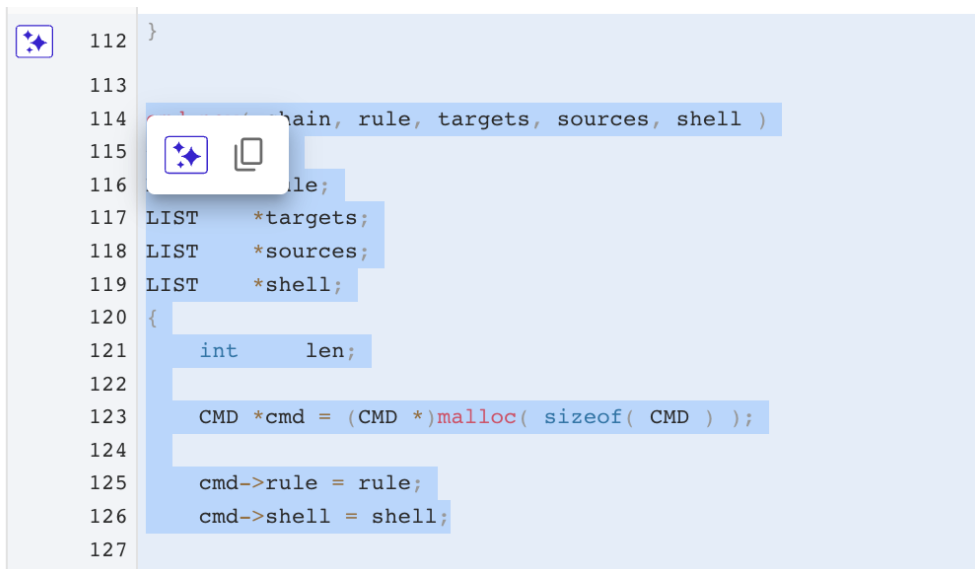 112 }
113
114 hain, rule, targets, sources, shell )
115
116 le;
117 LIST *targets;
118 LIST *sources;
119 LIST *shell;
120 {
121 int len;
122
123 CMD *cmd = (CMD *)malloc( sizeof( CMD ) );
124
125 cmd->rule = rule;
126 cmd->shell = shell;
127